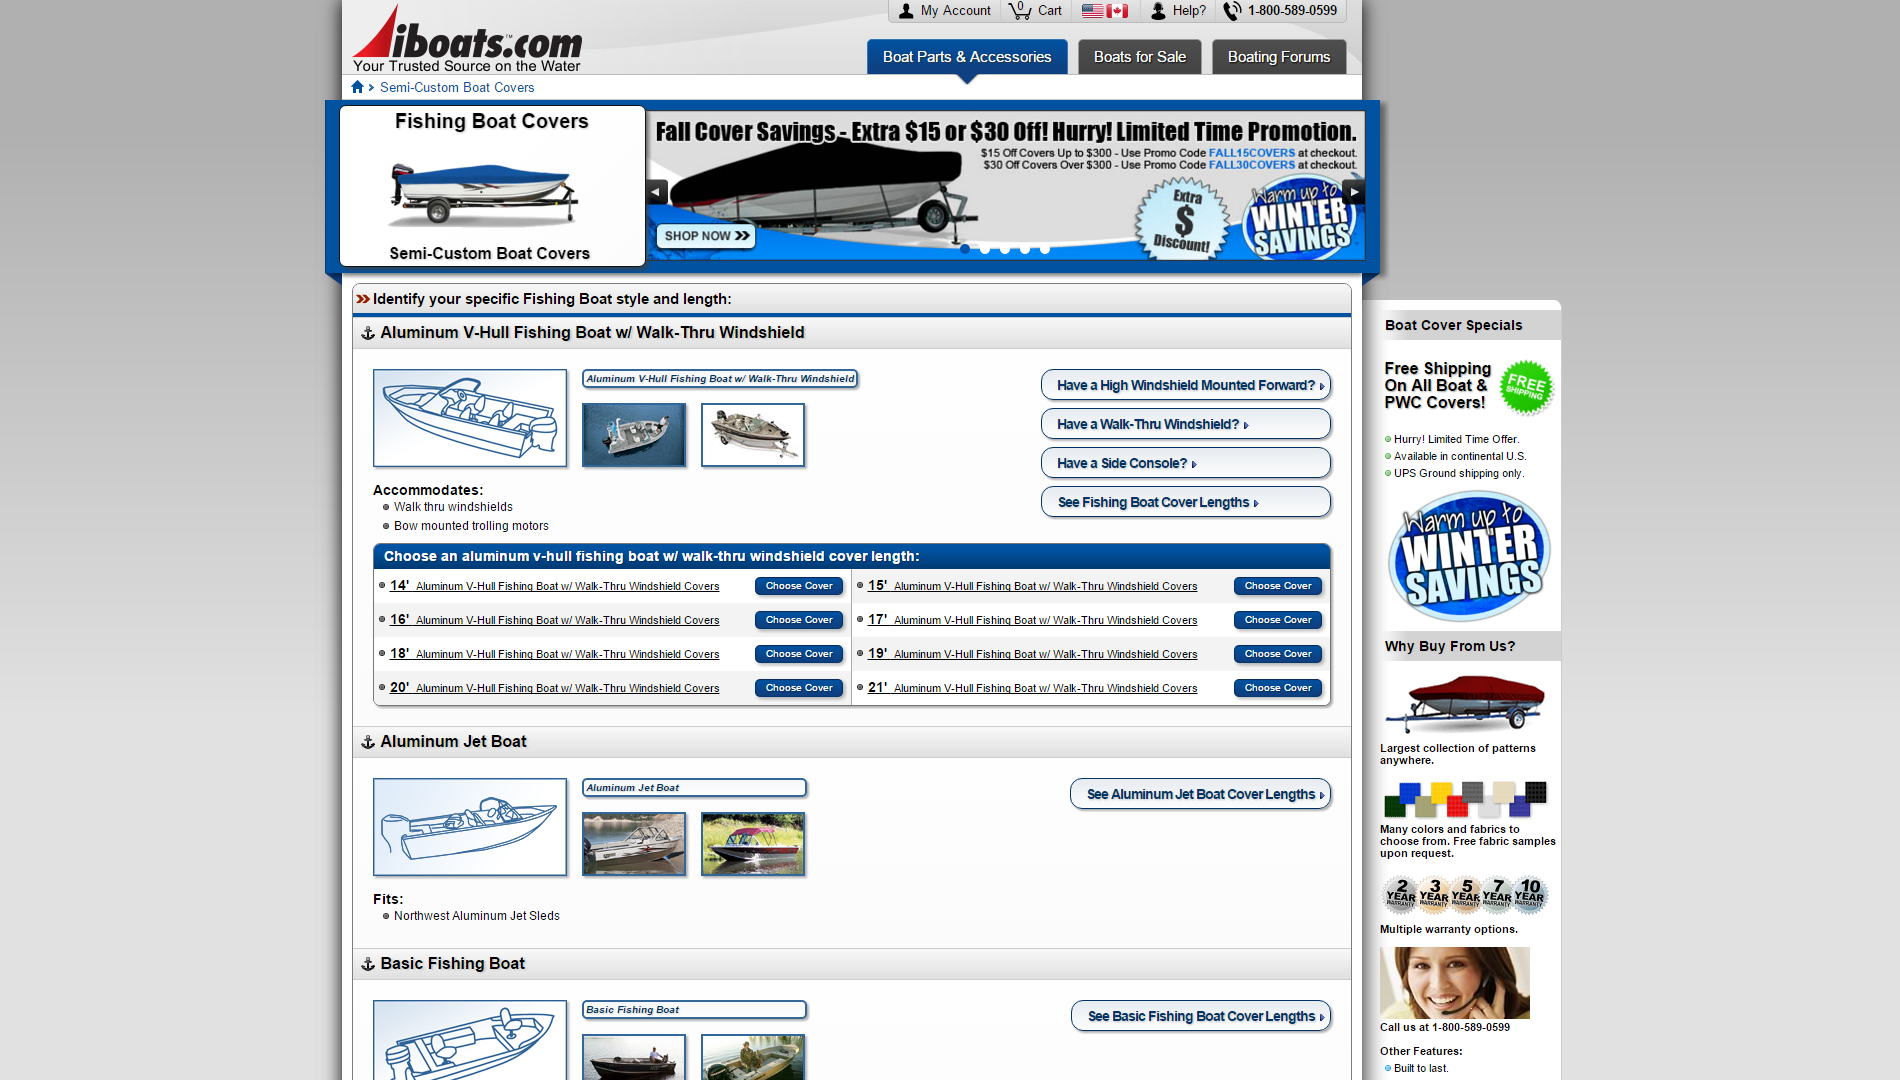 My Account
0
Cart
Help?
1-800-589-0599
iboats.com™
Your Trusted Source on the Water
Boat Parts & Accessories
Boats for Sale
Boating Forums
Semi-Custom Boat Covers
Fishing Boat Covers
Semi-Custom Boat Covers
Fall Cover Savings - Extra $15 or $30 Off! Hurry! Limited Time Promotion.
$15 Off Covers Up to $300 - Use Promo Code FALL15COVERS at checkout.
$30 Off Covers Over $300 - Use Promo Code FALL30COVERS at checkout.
SHOP NOW
Extra
$
Discount!
Warm up to
WINTER
SAVINGS
Identify your specific Fishing Boat style and length:
Aluminum V-Hull Fishing Boat w/ Walk-Thru Windshield
Aluminum V-Hull Fishing Boat w/ Walk-Thru Windshield
Have a High Windshield Mounted Forward?
Have a Walk-Thru Windshield?
Have a Side Console?
See Fishing Boat Cover Lengths
Accommodates:
Walk thru windshields
Bow mounted trolling motors
Choose an aluminum v-hull fishing boat w/ walk-thru windshield cover length:
14' Aluminum V-Hull Fishing Boat w/ Walk-Thru Windshield Covers
Choose Cover
15' Aluminum V-Hull Fishing Boat w/ Walk-Thru Windshield Covers
Choose Cover
16' Aluminum V-Hull Fishing Boat w/ Walk-Thru Windshield Covers
Choose Cover
17' Aluminum V-Hull Fishing Boat w/ Walk-Thru Windshield Covers
Choose Cover
18' Aluminum V-Hull Fishing Boat w/ Walk-Thru Windshield Covers
Choose Cover
19' Aluminum V-Hull Fishing Boat w/ Walk-Thru Windshield Covers
Choose Cover
20' Aluminum V-Hull Fishing Boat w/ Walk-Thru Windshield Covers
Choose Cover
21' Aluminum V-Hull Fishing Boat w/ Walk-Thru Windshield Covers
Choose Cover
Aluminum Jet Boat
Aluminum Jet Boat
See Aluminum Jet Boat Cover Lengths
Fits:
Northwest Aluminum Jet Sleds
Basic Fishing Boat
Basic Fishing Boat
See Basic Fishing Boat Cover Lengths
Boat Cover Specials
Free Shipping
On All Boat &
PWC Covers!
FREE
SHIPPING
Hurry! Limited Time Offer.
Available in continental U.S.
UPS Ground shipping only.
Warm up to
WINTER
SAVINGS
Why Buy From Us?
Largest collection of patterns
anywhere.
Many colors and fabrics to
choose from. Free fabric samples
upon request.
2 YEAR WARRANTY
3 YEAR WARRANTY
5 YEAR WARRANTY
7 YEAR WARRANTY
10 YEAR WARRANTY
Multiple warranty options.
Call us at 1-800-589-0599
Other Features:
Built to last.